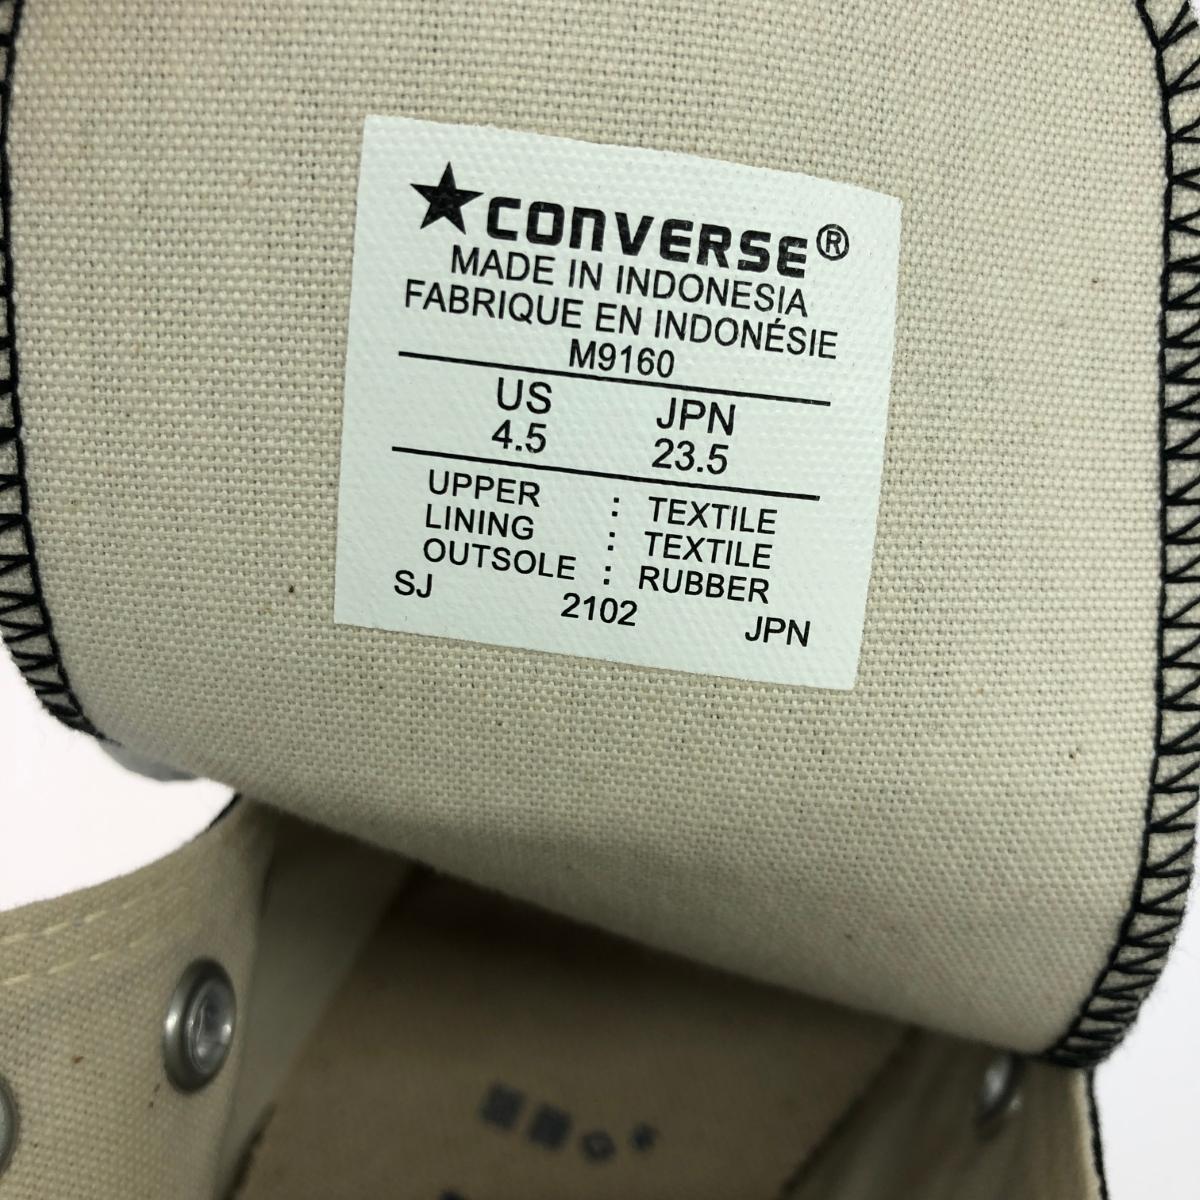 ★CONVERSE®
MADE IN INDONESIA
FABRIQUE EN INDONÉSIE
M9160
US JPN
4.5 23.5
UPPER : TEXTILE
LINING : TEXTILE
OUTSOLE : RUBBER
SJ 2102 JPN